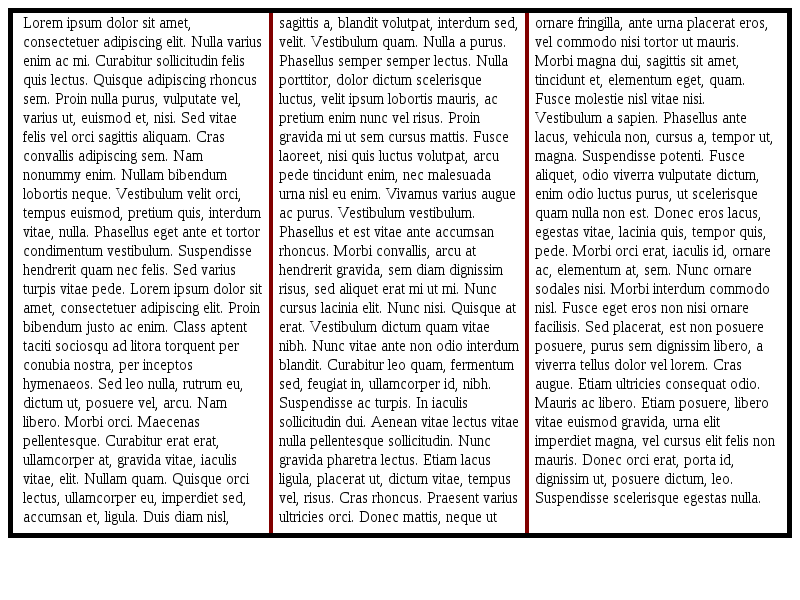 Lorem ipsum dolor sit amet,
consectetuer adipiscing elit. Nulla varius
enim ac mi. Curabitur sollicitudin felis
quis lectus. Quisque adipiscing rhoncus
sem. Proin nulla purus, vulputate vel,
varius ut, euismod et, nisi. Sed vitae
felis vel orci sagittis aliquam. Cras
convallis adipiscing sem. Nam
nonummy enim. Nullam bibendum
lobortis neque. Vestibulum velit orci,
tempus euismod, pretium quis, interdum
vitae, nulla. Phasellus eget ante et tortor
condimentum vestibulum. Suspendisse
hendrerit quam nec felis. Sed varius
turpis vitae pede. Lorem ipsum dolor sit
amet, consectetuer adipiscing elit. Proin
bibendum justo ac enim. Class aptent
taciti sociosqu ad litora torquent per
conubia nostra, per inceptos
hymenaeos. Sed leo nulla, rutrum eu,
dictum ut, posuere vel, arcu. Nam
libero. Morbi orci. Maecenas
pellentesque. Curabitur erat erat,
ullamcorper at, gravida vitae, iaculis
vitae, elit. Nullam quam. Quisque orci
lectus, ullamcorper eu, imperdiet sed,
accumsan et, ligula. Duis diam nisl,
sagittis a, blandit volutpat, interdum sed,
velit. Vestibulum quam. Nulla a purus.
Phasellus semper semper lectus. Nulla
porttitor, dolor dictum scelerisque
luctus, velit ipsum lobortis mauris, ac
pretium enim nunc vel risus. Proin
gravida mi ut sem cursus mattis. Fusce
laoreet, nisi quis luctus volutpat, arcu
pede tincidunt enim, nec malesuada
urna nisl eu enim. Vivamus varius augue
ac purus. Vestibulum vestibulum.
Phasellus et est vitae ante accumsan
rhoncus. Morbi convallis, arcu at
hendrerit gravida, sem diam dignissim
risus, sed aliquet erat mi ut mi. Nunc
cursus lacinia elit. Nunc nisi. Quisque at
erat. Vestibulum dictum quam vitae
nibh. Nunc vitae ante non odio interdum
blandit. Curabitur leo quam, fermentum
sed, feugiat in, ullamcorper id, nibh.
Suspendisse ac turpis. In iaculis
sollicitudin dui. Aenean vitae lectus vitae
nulla pellentesque sollicitudin. Nunc
gravida pharetra lectus. Etiam lacus
ligula, placerat ut, dictum vitae, tempus
vel, risus. Cras rhoncus. Praesent varius
ultricies orci. Donec mattis, neque ut
ornare fringilla, ante urna placerat eros,
vel commodo nisi tortor ut mauris.
Morbi magna dui, sagittis sit amet,
tincidunt et, elementum eget, quam.
Fusce molestie nisl vitae nisi.
Vestibulum a sapien. Phasellus ante
lacus, vehicula non, cursus a, tempor ut,
magna. Suspendisse potenti. Fusce
aliquet, odio viverra vulputate dictum,
enim odio luctus purus, ut scelerisque
quam nulla non est. Donec eros lacus,
egestas vitae, lacinia quis, tempor quis,
pede. Morbi orci erat, iaculis id, ornare
ac, elementum at, sem. Nunc ornare
sodales nisi. Morbi interdum commodo
nisl. Fusce eget eros non nisi ornare
facilisis. Sed placerat, est non posuere
posuere, purus sem dignissim libero, a
viverra tellus dolor vel lorem. Cras
augue. Etiam ultricies consequat odio.
Mauris ac libero. Etiam posuere, libero
vitae euismod gravida, urna elit
imperdiet magna, vel cursus elit felis non
mauris. Donec orci erat, porta id,
dignissim ut, posuere dictum, leo.
Suspendisse scelerisque egestas nulla.